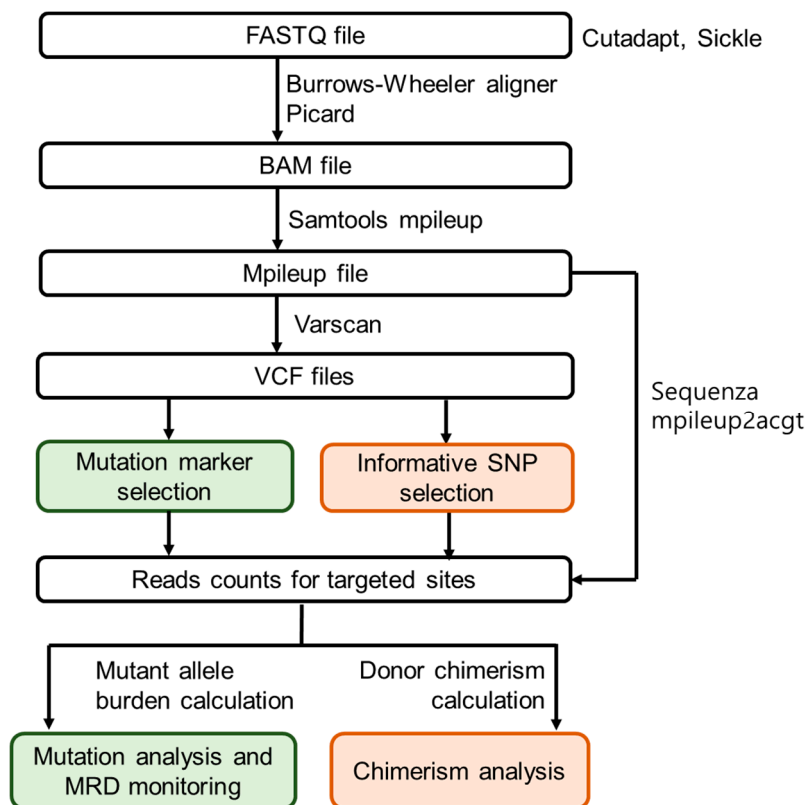 FASTQ file
Cutadapt, Sickle
Burrows-Wheeler aligner
Picard
BAM file
Samtools mpileup
Mpileup file
Varscan
VCF files
Sequenza
mpileup2acgt
Mutation marker
selection
Informative SNP
selection
Reads counts for targeted sites
Mutant allele
burden calculation
Donor chimerism
calculation
Mutation analysis and
MRD monitoring
Chimerism analysis